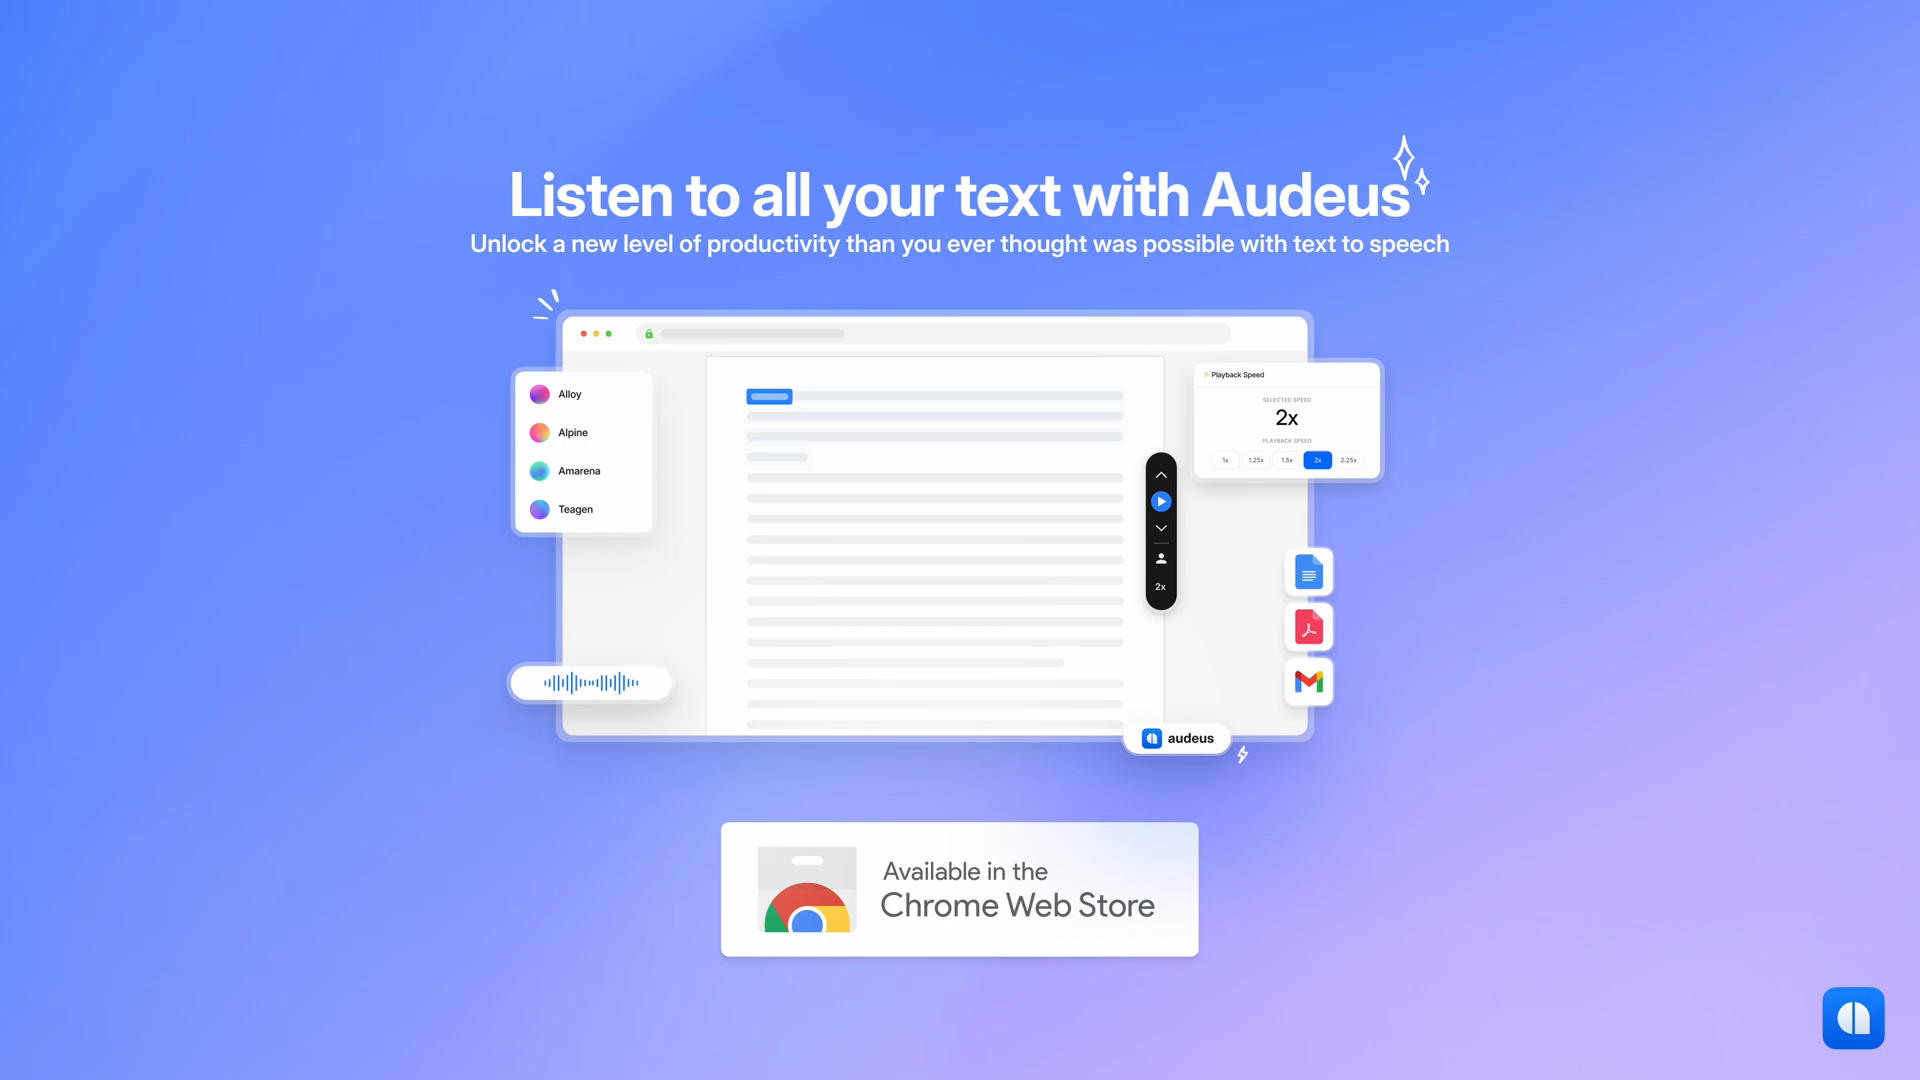 Listen to all your text with Audeus
Unlock a new level of productivity than you ever thought was possible with text to speech
Alloy
Alpine
Amarena
Teagen
Playback Speed
SELECTED SPEED
2x
PLAYBACK SPEED
1x 1.25x 1.5x 2x 2.25x
2x
audeus
Available in the
Chrome Web Store